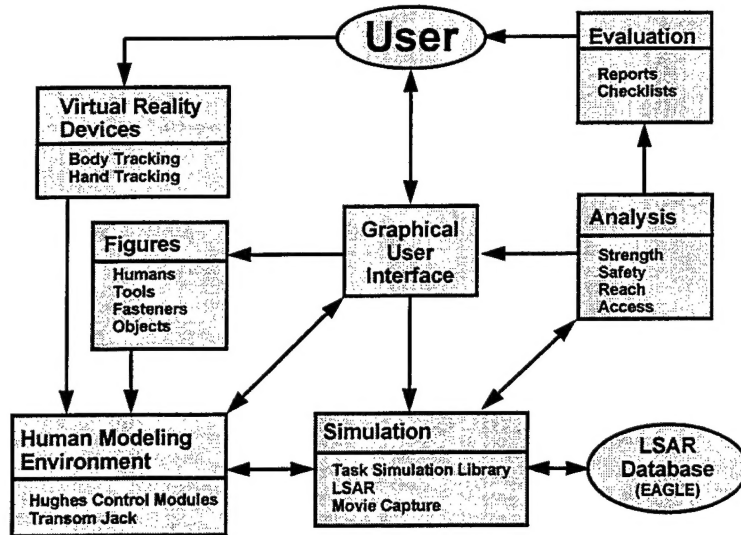 User
Evaluation
Reports
Checklists
Virtual Reality
Devices
Body Tracking
Hand Tracking
Figures
Humans
Tools
Fasteners
Objects
Graphical
User
Interface
Analysis
Strength
Safety
Reach
Access
Human Modeling
Environment
Hughes Control Modules
Transom Jack
Simulation
Task Simulation Library
LSAR
Movie Capture
LSAR
Database
(EAGLE)